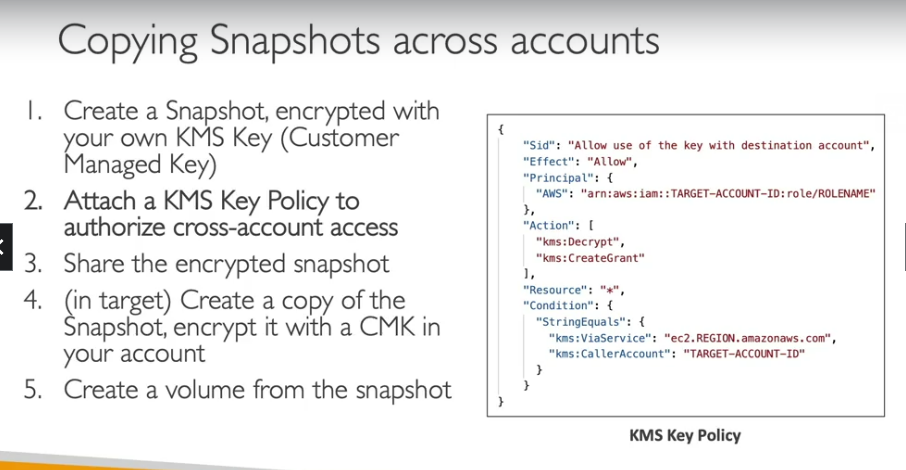 Copying Snapshots across accounts
1. Create a Snapshot, encrypted with
your own KMS Key (Customer
Managed Key)
2. Attach a KMS Key Policy to
authorize cross-account access
3. Share the encrypted snapshot
4. (in target) Create a copy of the
Snapshot, encrypt it with a CMK in
your account
5. Create a volume from the snapshot
{
"Sid": "Allow use of the key with destination account",
"Effect": "Allow",
"Principal": {
"AWS": "arn:aws:iam::TARGET-ACCOUNT-ID:role/ROLENAME"
},
"Action": [
"kms:Decrypt",
"kms:CreateGrant"
],
"Resource": "*",
"Condition": {
"StringEquals": {
"kms:ViaService": "ec2.REGION.amazonaws.com",
"kms:CallerAccount": "TARGET-ACCOUNT-ID"
}
}
}
KMS Key Policy